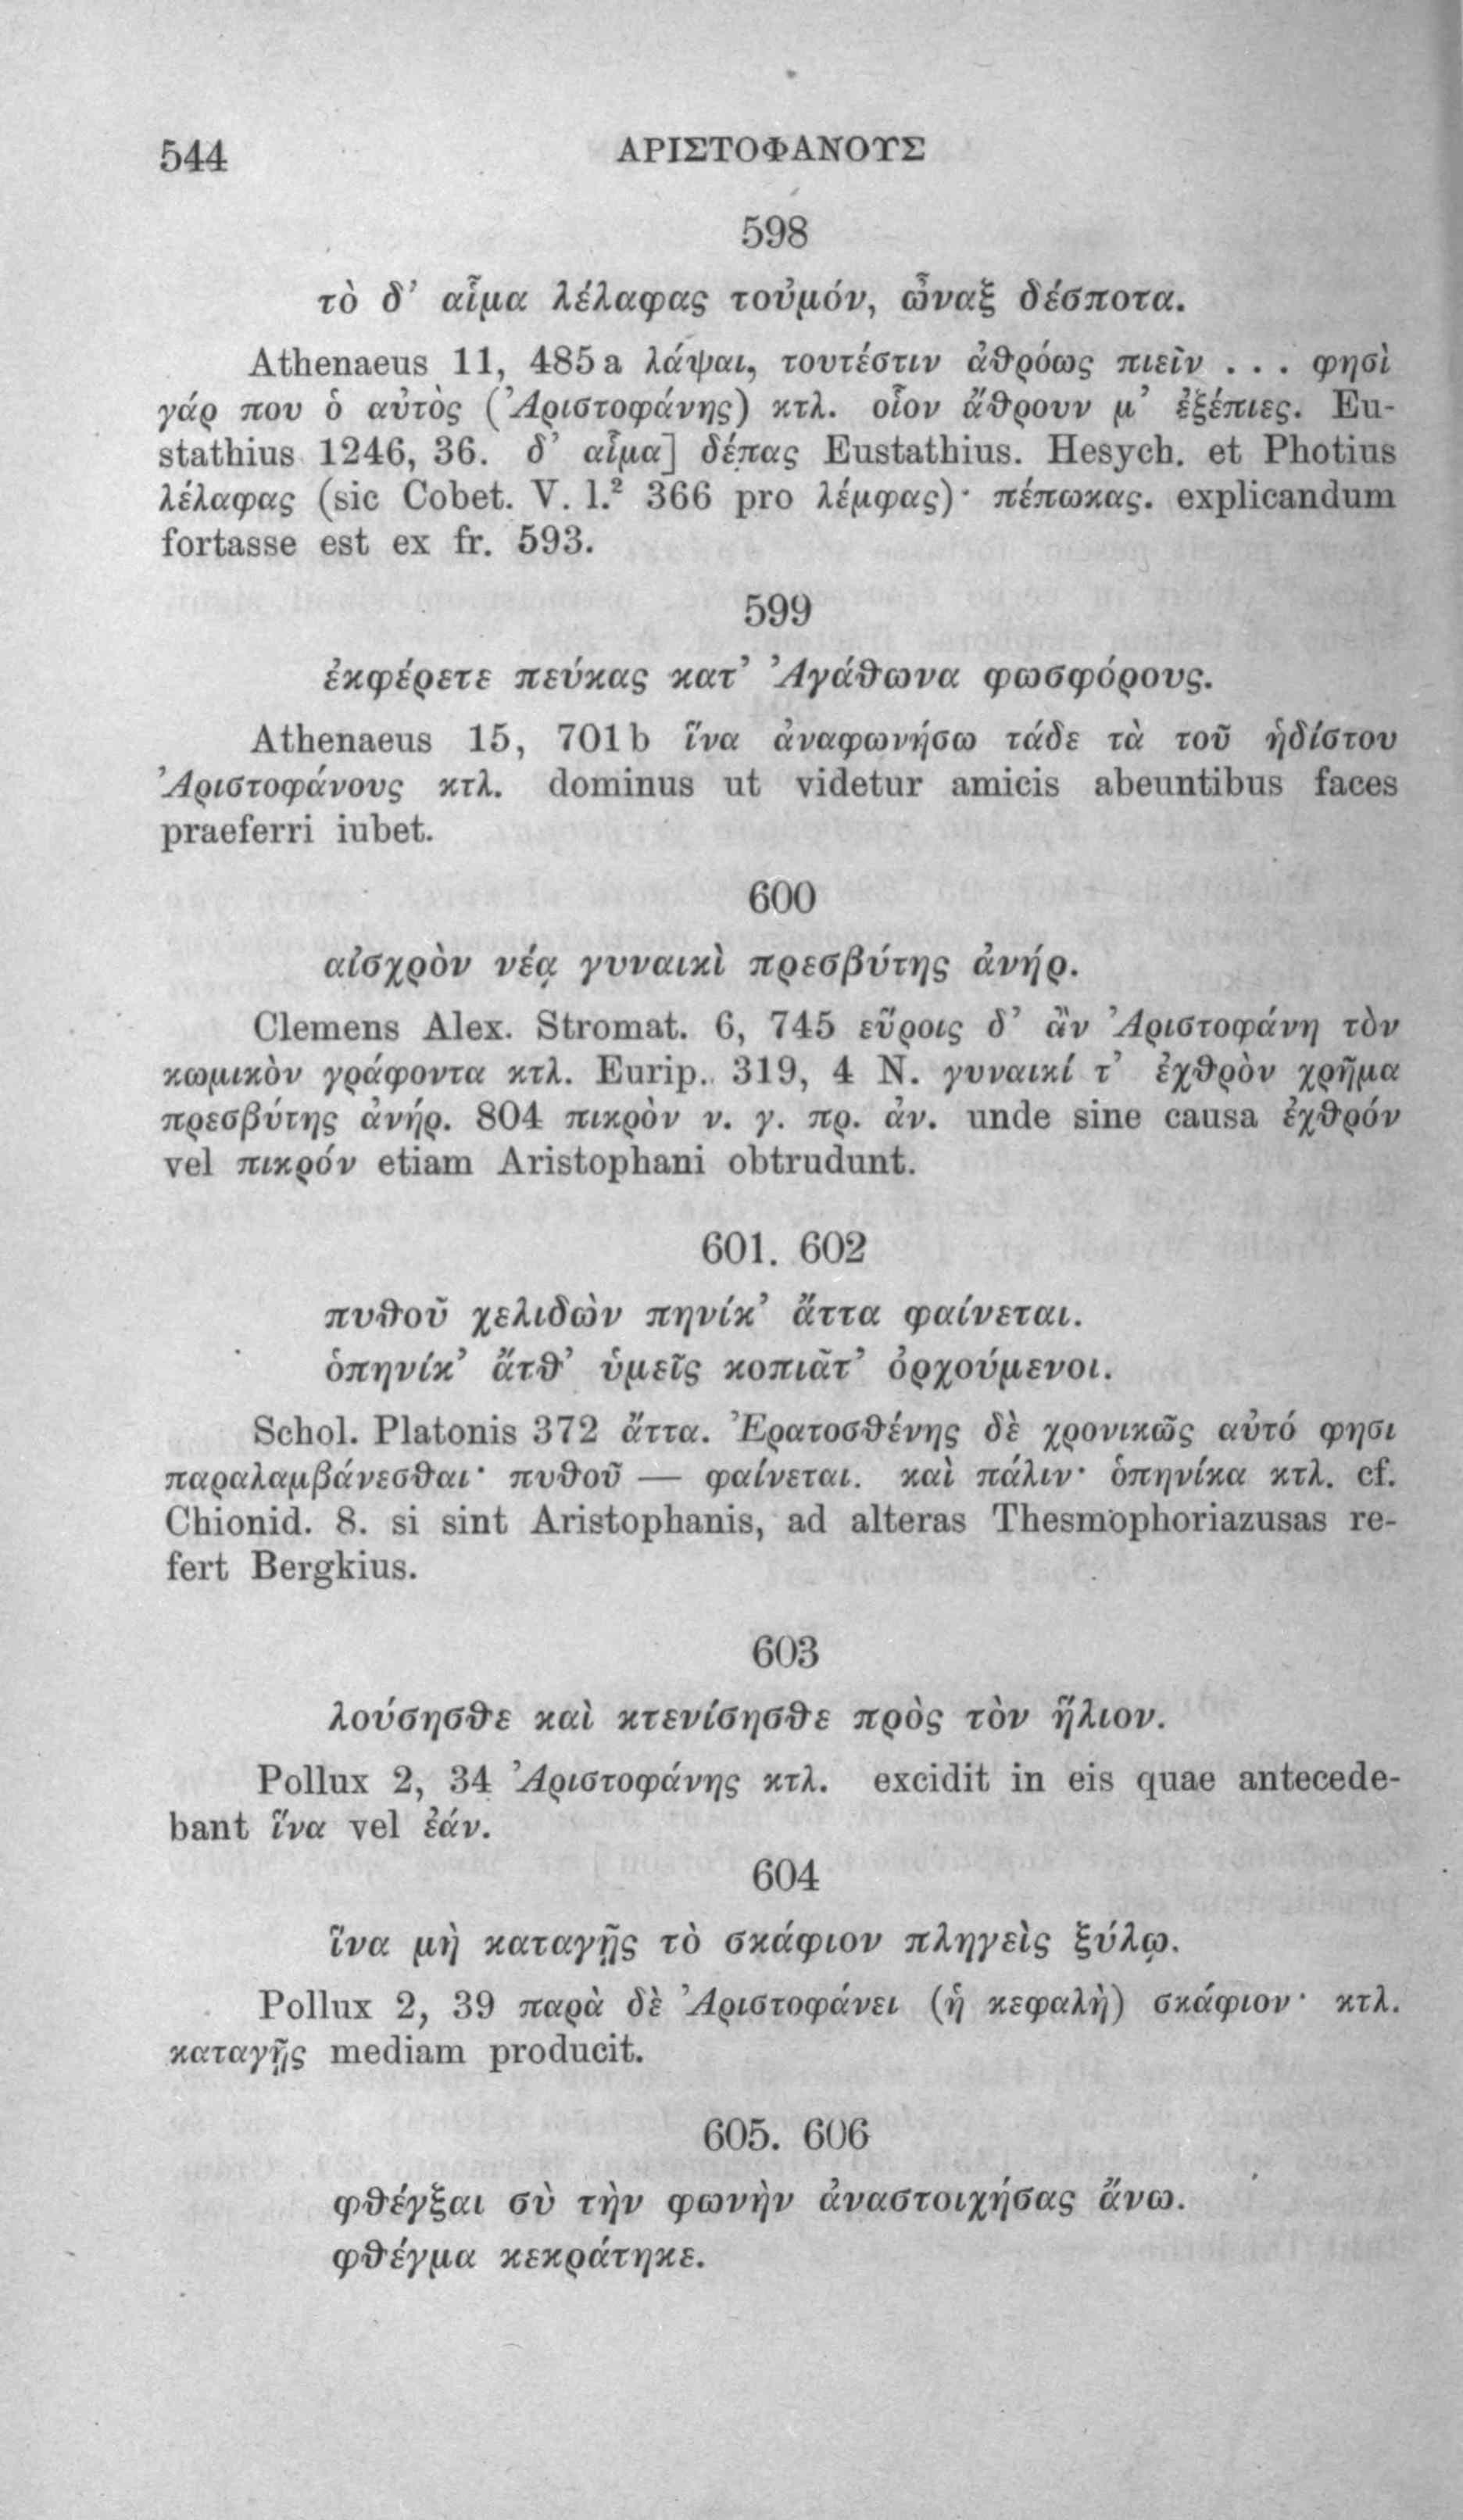 544
ΑΡΙΣΤΟΦΑΝΟΥΣ
598
τὸ δ’ αἷμα λέλαφας τοὐμόν, ὦναξ δέσποτα.
Athenaeus 11, 485 a λάψαι, τουτέστιν ἀθρόως πιεῖν . . . φησὶ
γάρ που ὁ αὐτὸς (Ἀριστοφάνης) κτλ. οἷον ἄθρουν μ’ ἐξέπιες. Eu-
stathius 1246, 36. δ’ αἷμα] δέπας Eustathius. Hesych. et Photius
λέλαφας (sic Cobet. V. l.² 366 pro λέμφας)· πέπωκας. explicandum
fortasse est ex fr. 593.
599
ἐκφέρετε πεύκας κατ’ Ἀγάθωνα φωσφόρους.
Athenaeus 15, 701 b ἵνα ἀναφωνήσω τάδε τὰ τοῦ ἡδίστου
Ἀριστοφάνους κτλ. dominus ut videtur amicis abeuntibus faces
praeferri iubet.
600
αἰσχρὸν νέᾳ γυναικὶ πρεσβύτης ἀνήρ.
Clemens Alex. Stromat. 6, 745 εὕροις δ’ ἂν Ἀριστοφάνη τὸν
κωμικὸν γράφοντα κτλ. Eurip. 319, 4 N. γυναικί τ’ ἐχθρὸν χρῆμα
πρεσβύτης ἀνήρ. 804 πικρὸν ν. γ. πρ. ἀν. unde sine causa ἐχθρόν
vel πικρόν etiam Aristophani obtrudunt.
601. 602
πυθοῦ χελιδὼν πηνίκ’ ἄττα φαίνεται.
ὁπηνίκ’ ἄτθ’ ὑμεῖς κοπιᾶτ’ ὀρχούμενοι.
Schol. Platonis 372 ἄττα. Ἐρατοσθένης δὲ χρονικῶς αὐτό φησι
παραλαμβάνεσθαι· πυθοῦ — φαίνεται. καὶ πάλιν· ὁπηνίκα κτλ. cf.
Chionid. 8. si sint Aristophanis, ad alteras Thesmophoriazusas re-
fert Bergkius.
603
λούσησθε καὶ κτενίσησθε πρὸς τὸν ἥλιον.
Pollux 2, 34 Ἀριστοφάνης κτλ. excidit in eis quae antecede-
bant ἵνα vel ἐάν.
604
ἵνα μὴ καταγῇς τὸ σκάφιον πληγεὶς ξύλῳ.
Pollux 2, 39 παρὰ δὲ Ἀριστοφάνει (ἡ κεφαλὴ) σκάφιον· κτλ.
καταγῇς mediam producit.
605. 606
φθέγξαι σὺ τὴν φωνὴν ἀναστοιχήσας ἄνω.
φθέγμα κεκράτηκε.